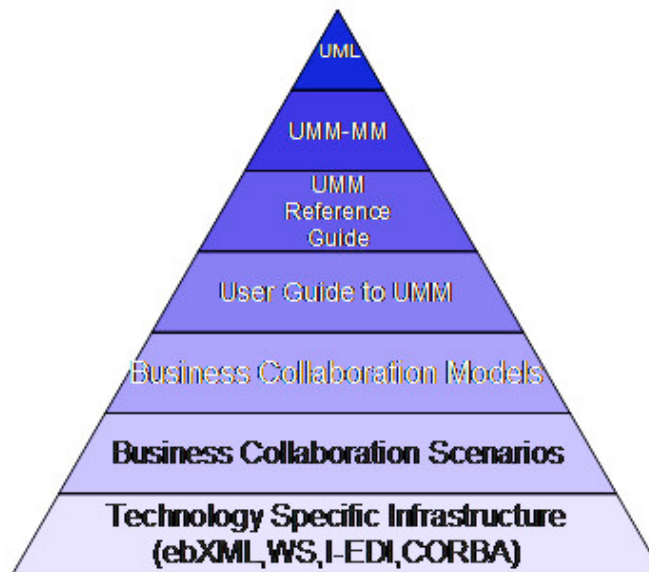 UML
UMM-MM
UMM
Reference
Guide
User Guide to UMM
Business Collaboration Models
Business Collaboration Scenarios
Technology Specific Infrastructure
(ebXML,WS,I-EDI,CORBA)